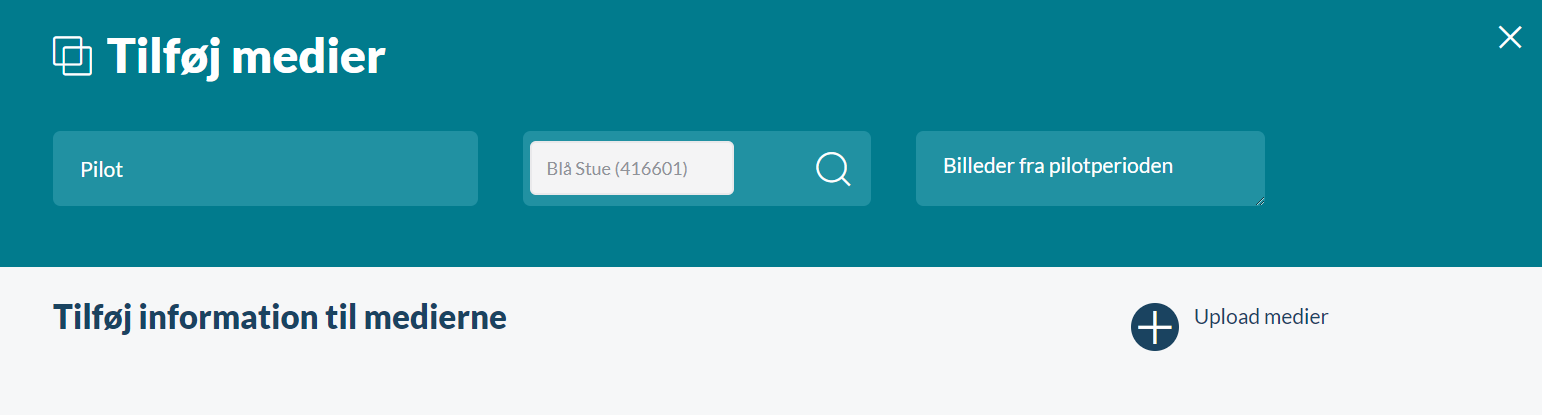 Tilføj medier
Pilot
Blå Stue (416601)
Billeder fra pilotperioden
Tilføj information til medierne
Upload medier